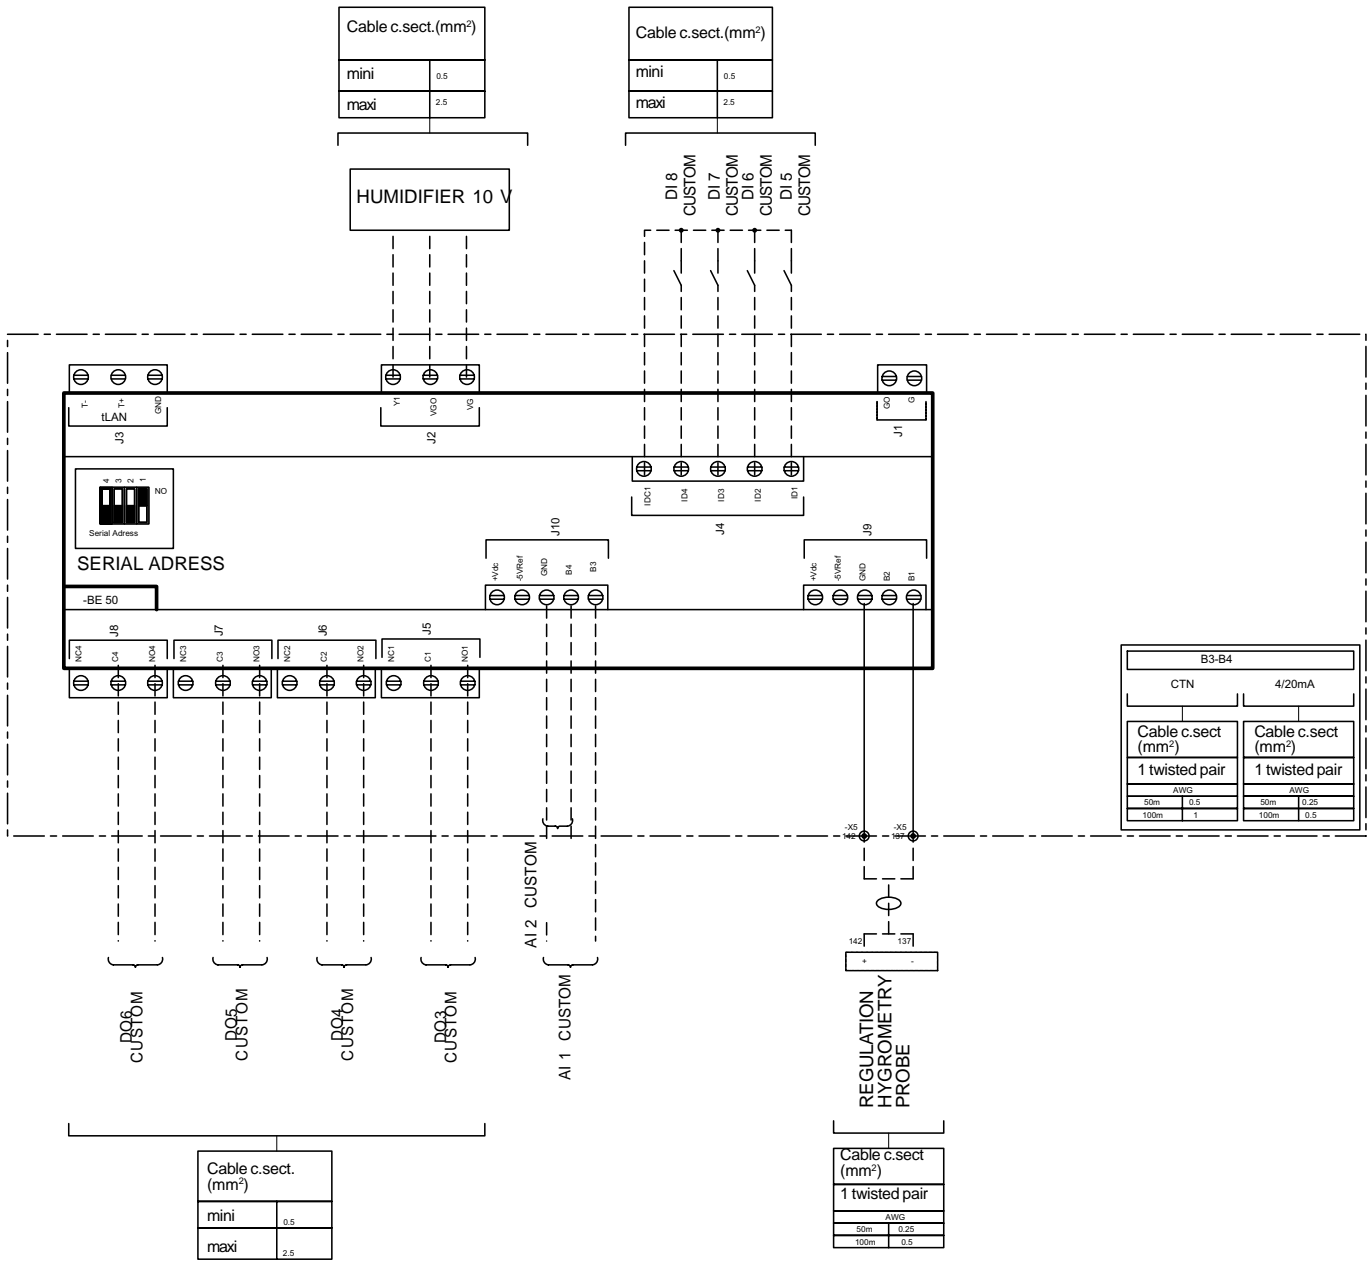 Cable c.sect.(mm²)
mini 0.5
maxi 2.5
Cable c.sect.(mm²)
mini 0.5
maxi 2.5
HUMIDIFIER 10 V
DI 8
CUSTOM
DI 7
CUSTOM
DI 6
CUSTOM
DI 5
CUSTOM
T- T+ GND
tLAN
J3
Y1 VGO VG
J2
GO G
J1
4 3 2 1
NO
Serial Adress
SERIAL ADRESS
IDC1 ID4 ID3 ID2 ID1
J4
J10
+Vdc -5VRef GND B4 B3
J9
+Vdc -5VRef GND B2 B1
-BE 50
J8
NC4 C4 NO4
J7
NC3 C3 NO3
J6
NC2 C2 NO2
J5
NC1 C1 NO1
B3-B4
CTN 4/20mA
Cable c.sect
(mm²)
1 twisted pair
AWG
50m 0.5
100m 1
Cable c.sect
(mm²)
1 twisted pair
AWG
50m 0.25
100m 0.5
-X5
142
-X5
137
AI 2 CUSTOM
142 137
+ -
DO6
CUSTOM
DO5
CUSTOM
DO4
CUSTOM
DO3
CUSTOM
AI 1 CUSTOM
REGULATION
HYGROMETRY
PROBE
Cable c.sect.
(mm²)
mini 0.5
maxi 2.5
Cable c.sect
(mm²)
1 twisted pair
AWG
50m 0.25
100m 0.5